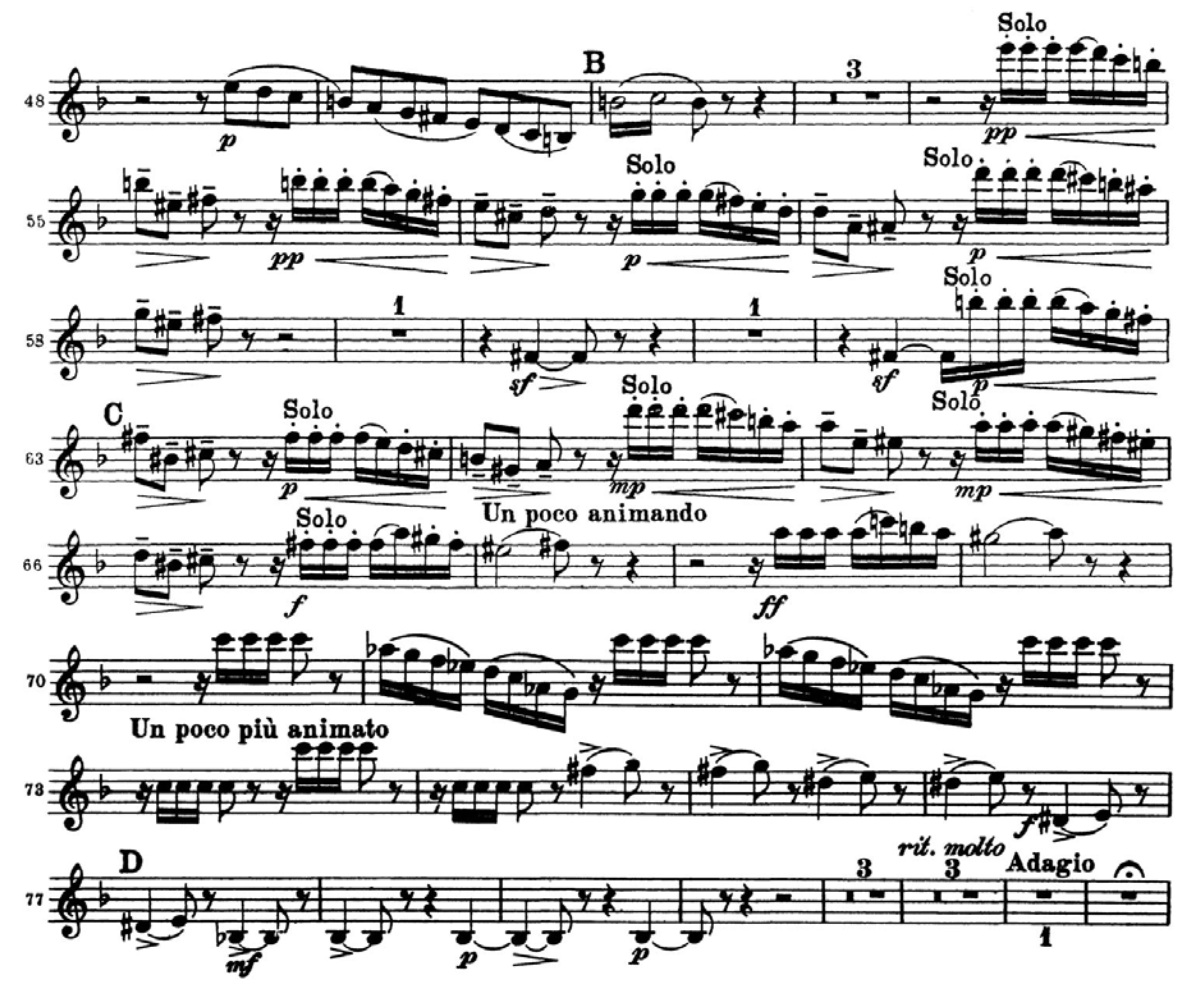 B 3 Solo
48
p pp
Solo Solo
55
pp p p
1 1 Solo
58
sf sf p
C Solo Solo Solo
63
p mp mp
Solo Un poco animando
66
f ff
70
Un poco più animato
73
f
rit. molto
D 3 3 Adagio
77
mf p p 1